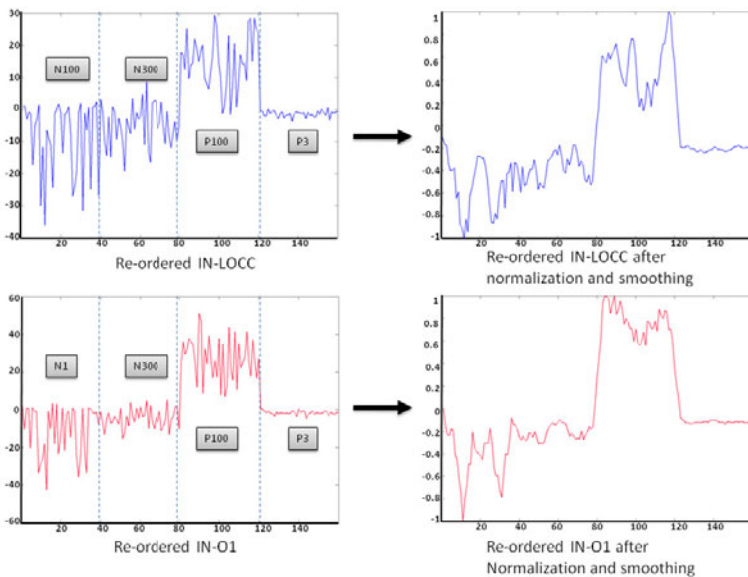 30
20
10
0
-10
-20
-30
-40
N100
N300
P100
P3
20 40 60 80 100 120 140
Re-ordered IN-LOCC
1
0.8
0.6
0.4
0.2
0
-0.2
-0.4
-0.6
-0.8
-1
20 40 60 80 100 120 140
Re-ordered IN-LOCC after
normalization and smoothing
60
40
20
0
-20
-40
-60
N1
N300
P100
P3
20 40 60 80 100 120 140
Re-ordered IN-O1
1
0.8
0.6
0.4
0.2
0
-0.2
-0.4
-0.6
-0.8
-1
20 40 60 80 100 120 140
Re-ordered IN-O1 after
Normalization and smoothing